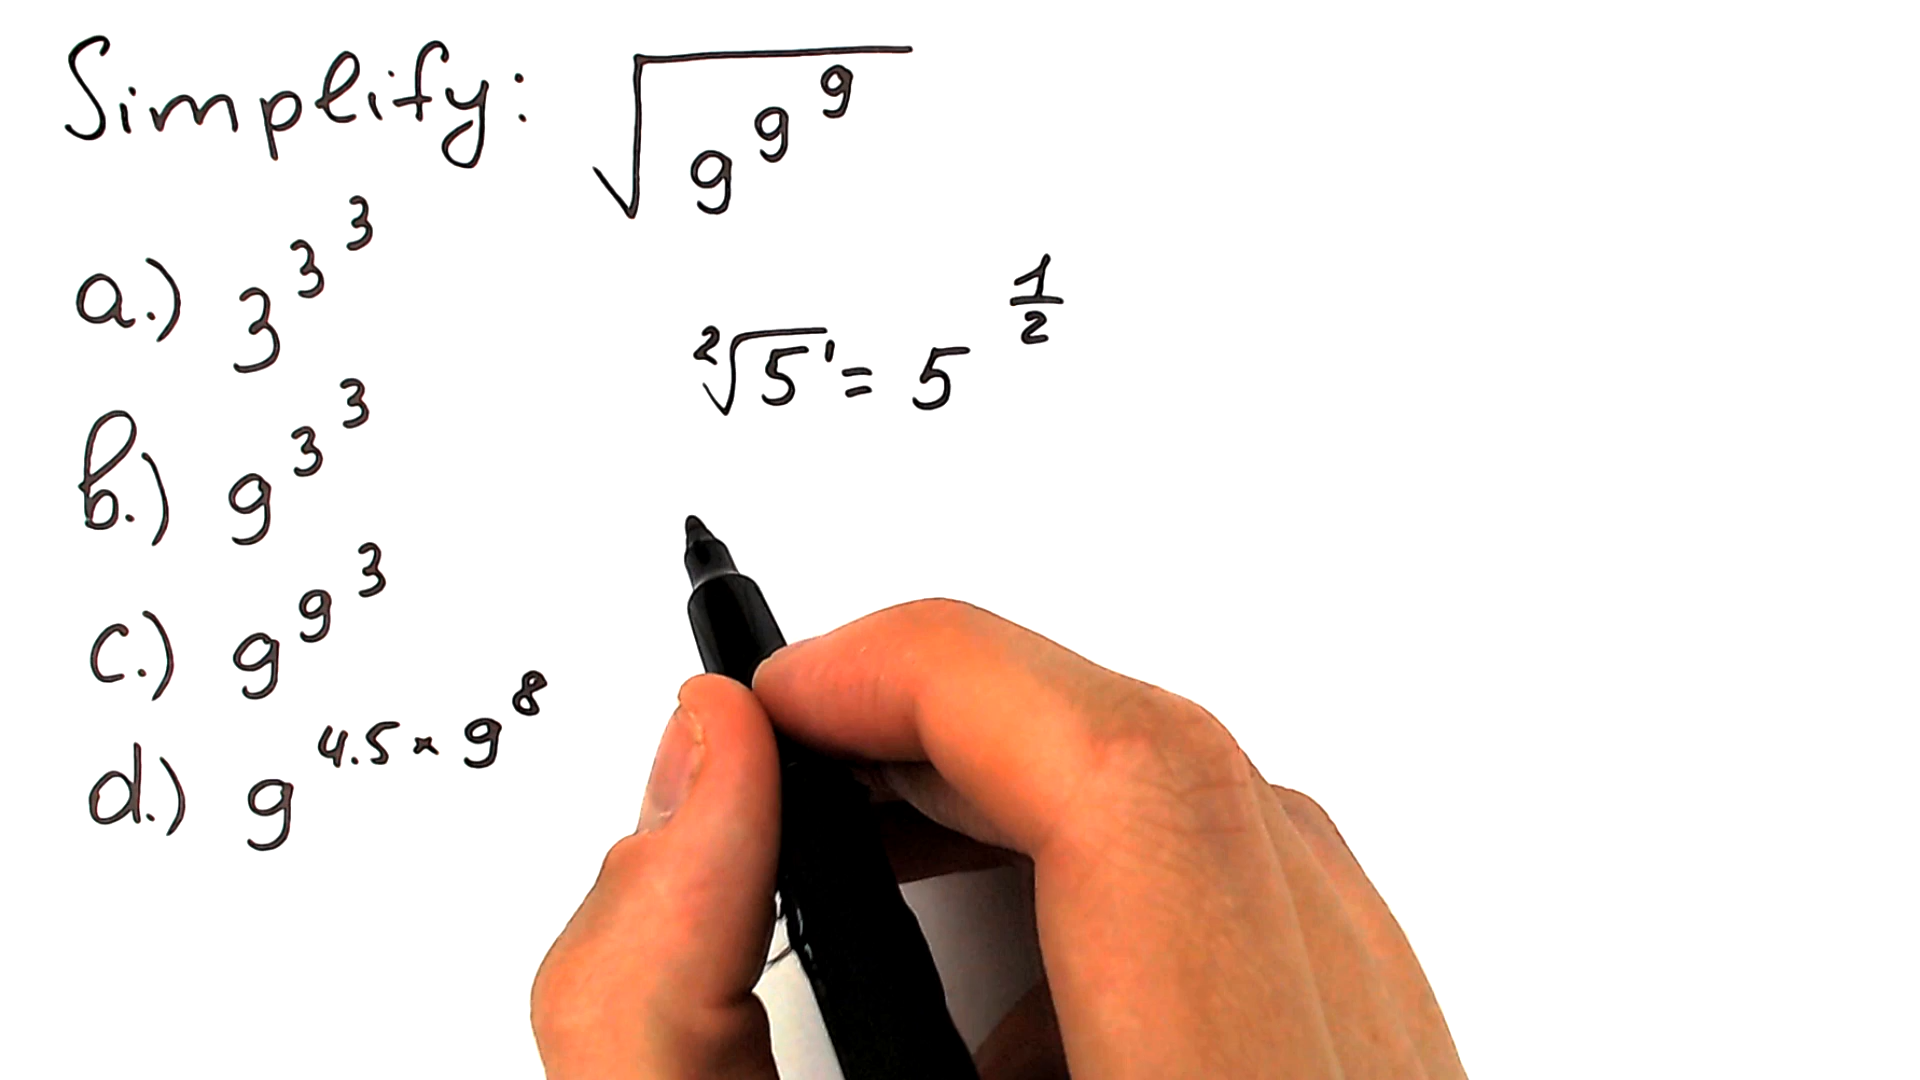 Simplify: √9^9^9
a.) 3^3^3
²√5' = 5^1/2
b.) 9^3^3
c.) 9^9^3
d.) 9^4.5×9^8